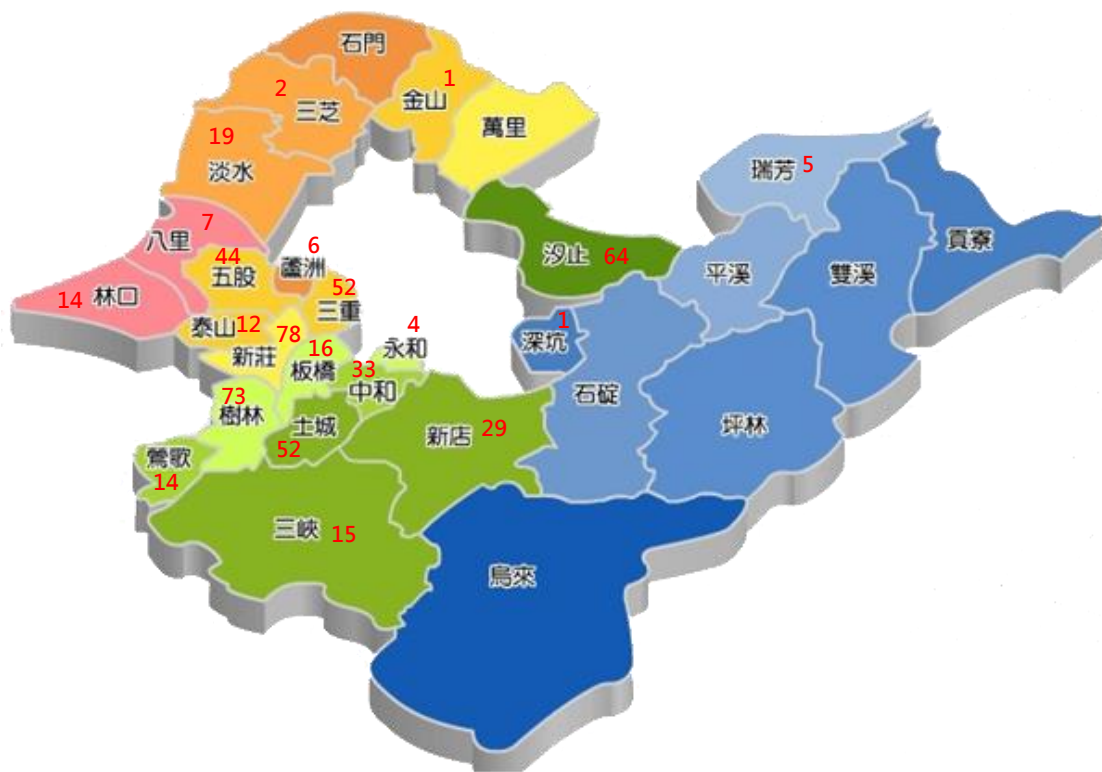 石門
金山 1
三芝 2
萬里
淡水 19
瑞芳 5
八里 7
五股 44
蘆洲 6
汐止 64
平溪
雙溪
貢寮
林口 14
三重 52
泰山 12
新莊 78
板橋 16
永和 4
深坑 1
中和 33
石碇
樹林 73
土城 52
新店 29
坪林
鶯歌 14
三峽 15
烏來